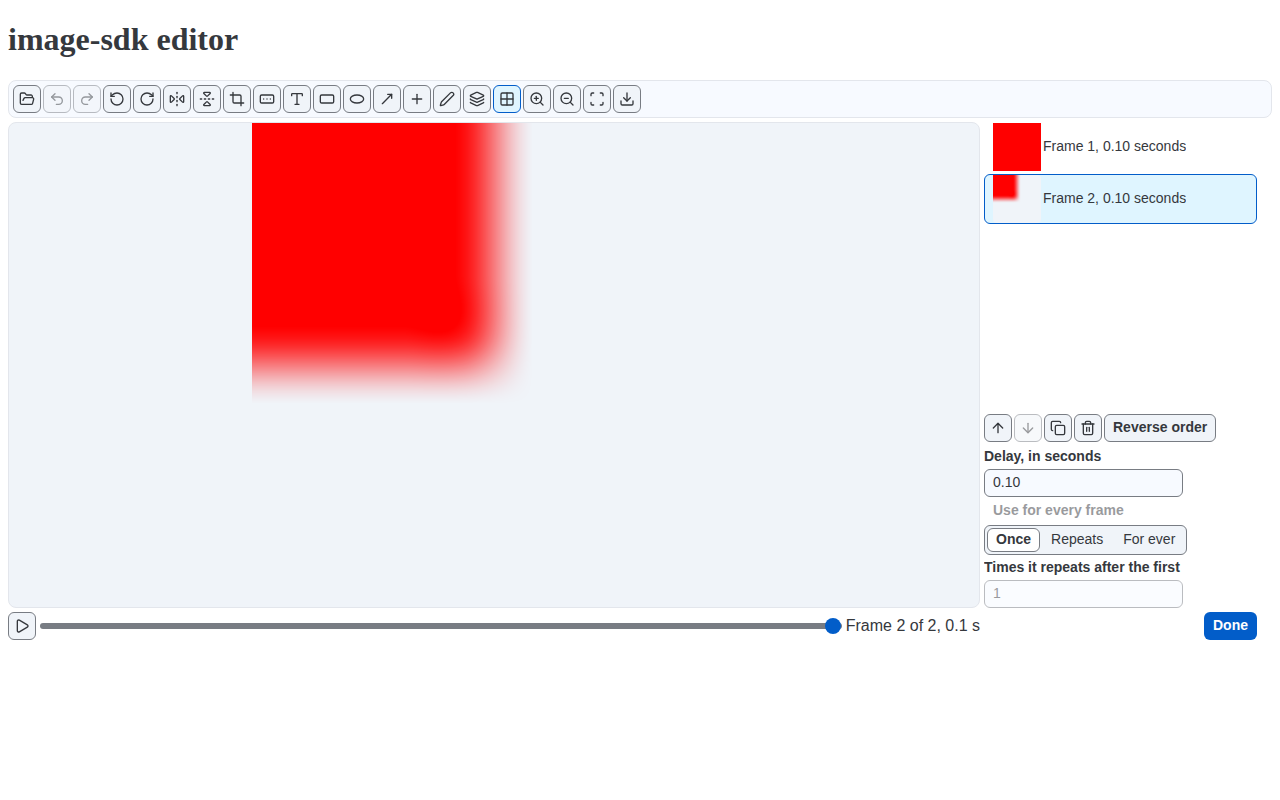 image-sdk editor
Frame 1, 0.10 seconds
Frame 2, 0.10 seconds
Reverse order
Delay, in seconds
0.10
Use for every frame
Once Repeats For ever
Times it repeats after the first
1
Frame 2 of 2, 0.1 s
Done